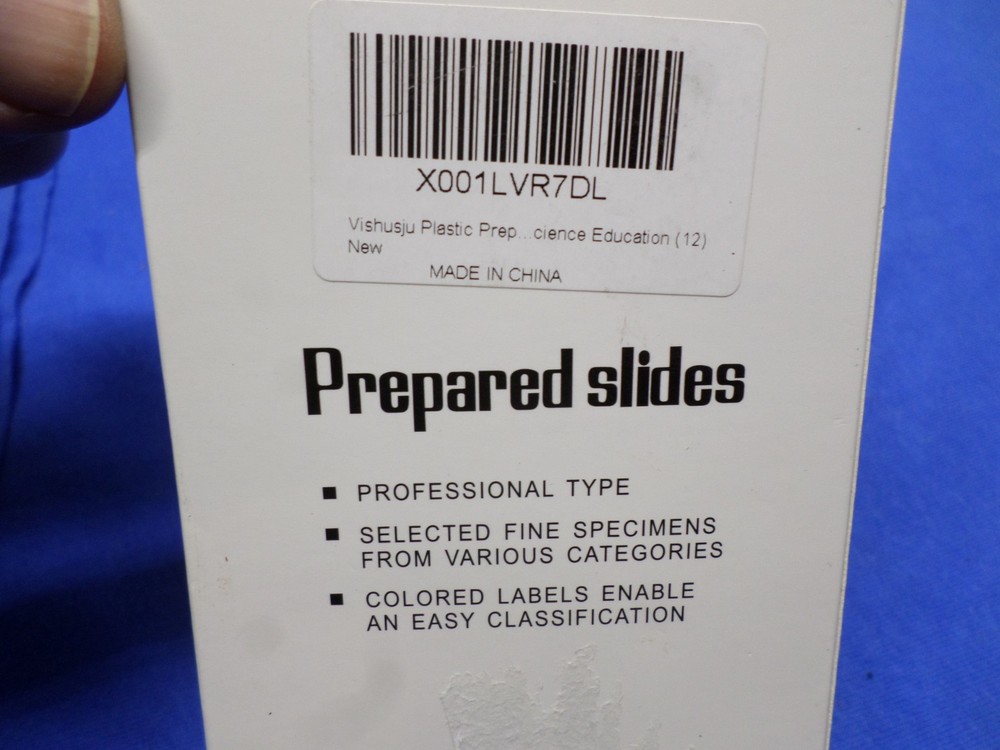 X001LVR7DL
Vishusju Plastic Prep...cience Education (12)
New
MADE IN CHINA
Prepared slides
■ PROFESSIONAL TYPE
■ SELECTED FINE SPECIMENS
FROM VARIOUS CATEGORIES
■ COLORED LABELS ENABLE
AN EASY CLASSIFICATION